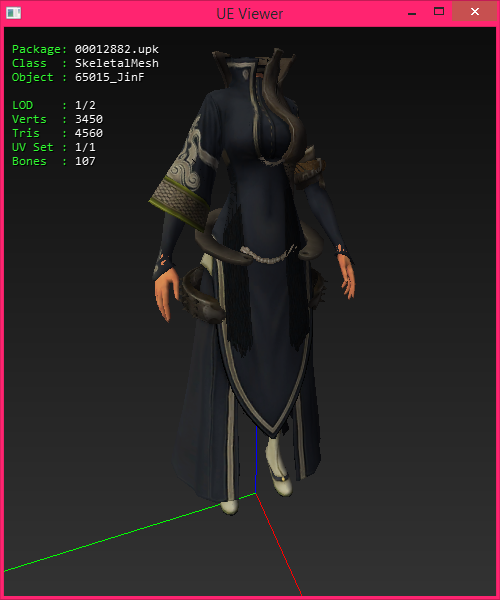 UE Viewer
Package: 00012882.upk
Class : SkeletalMesh
Object : 65015_JinF
LOD : 1/2
Verts : 3450
Tris : 4560
UV Set : 1/1
Bones : 107